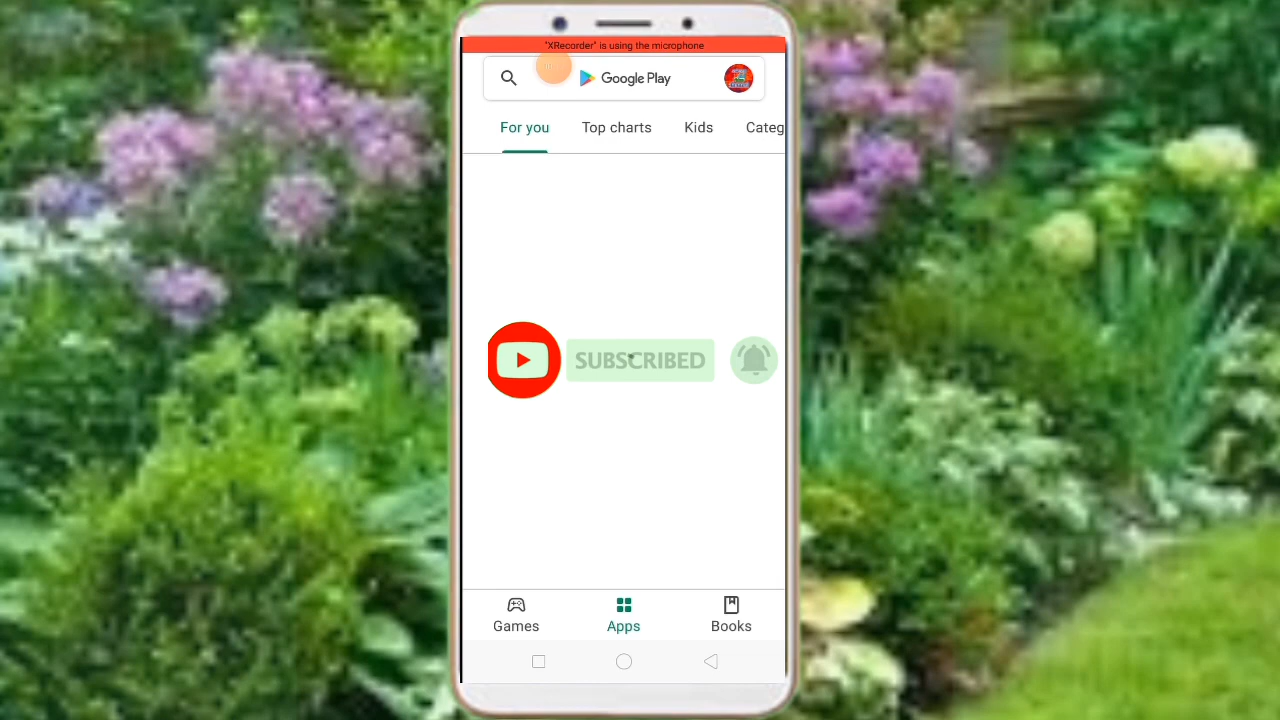 "XRecorder" is using the microphone
Google Play
For you Top charts Kids Categ
SUBSCRIBED
Games Apps Books